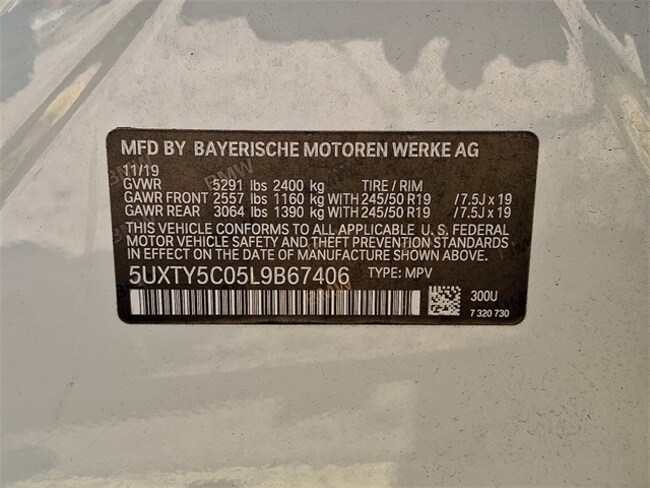 MFD BY BAYERISCHE MOTOREN WERKE AG
11/19
GVWR 5291 lbs 2400 kg TIRE / RIM
GAWR FRONT 2557 lbs 1160 kg WITH 245/50 R19 / 7.5J x 19
GAWR REAR 3064 lbs 1390 kg WITH 245/50 R19 / 7.5J x 19
THIS VEHICLE CONFORMS TO ALL APPLICABLE U. S. FEDERAL
MOTOR VEHICLE SAFETY AND THEFT PREVENTION STANDARDS
IN EFFECT ON THE DATE OF MANUFACTURE SHOWN ABOVE.
5UXTY5C05L9B67406 TYPE: MPV
300U
7 320 730